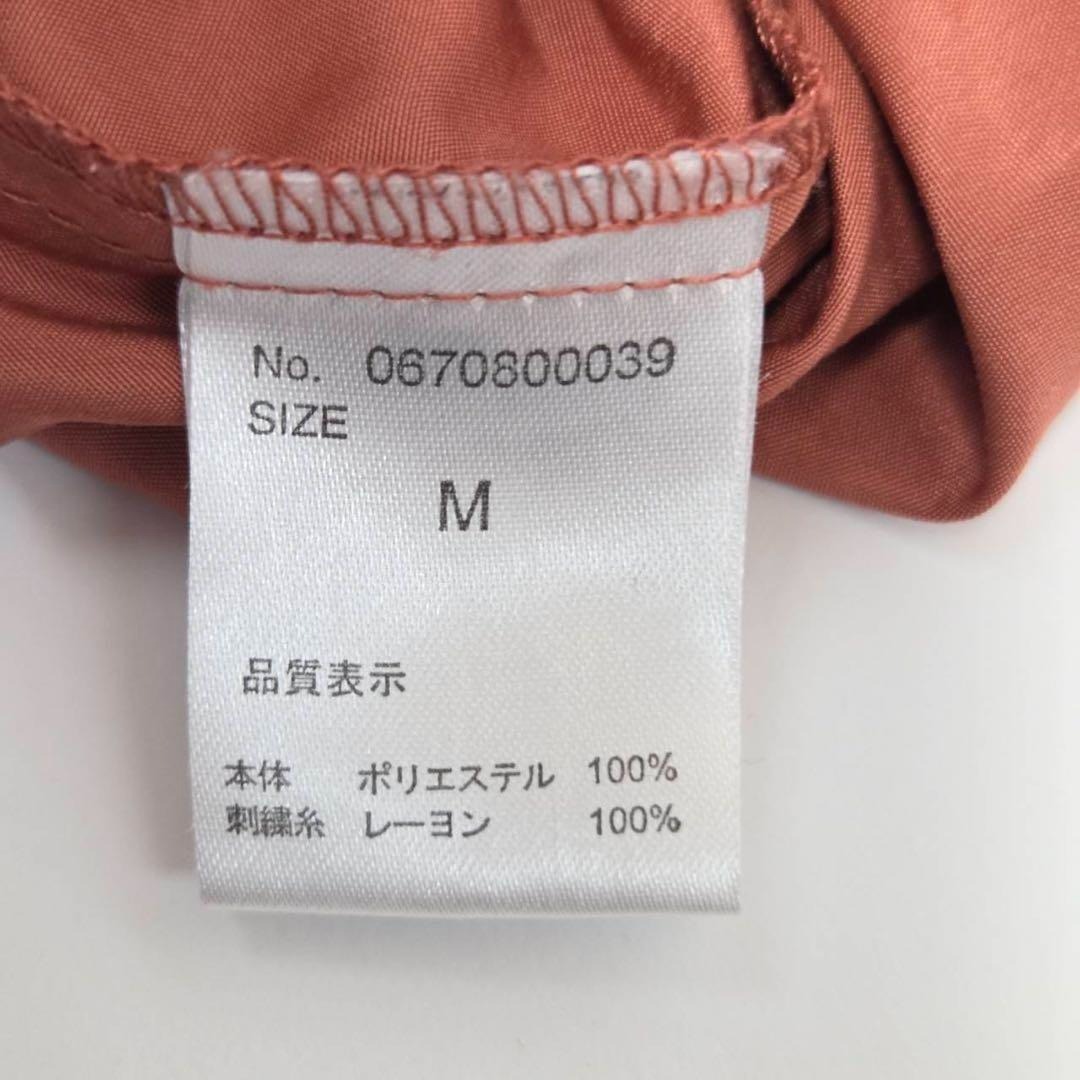 No. 0670800039
SIZE
M
品質表示
本体 ポリエステル 100%
刺繍糸 レーヨン 100%